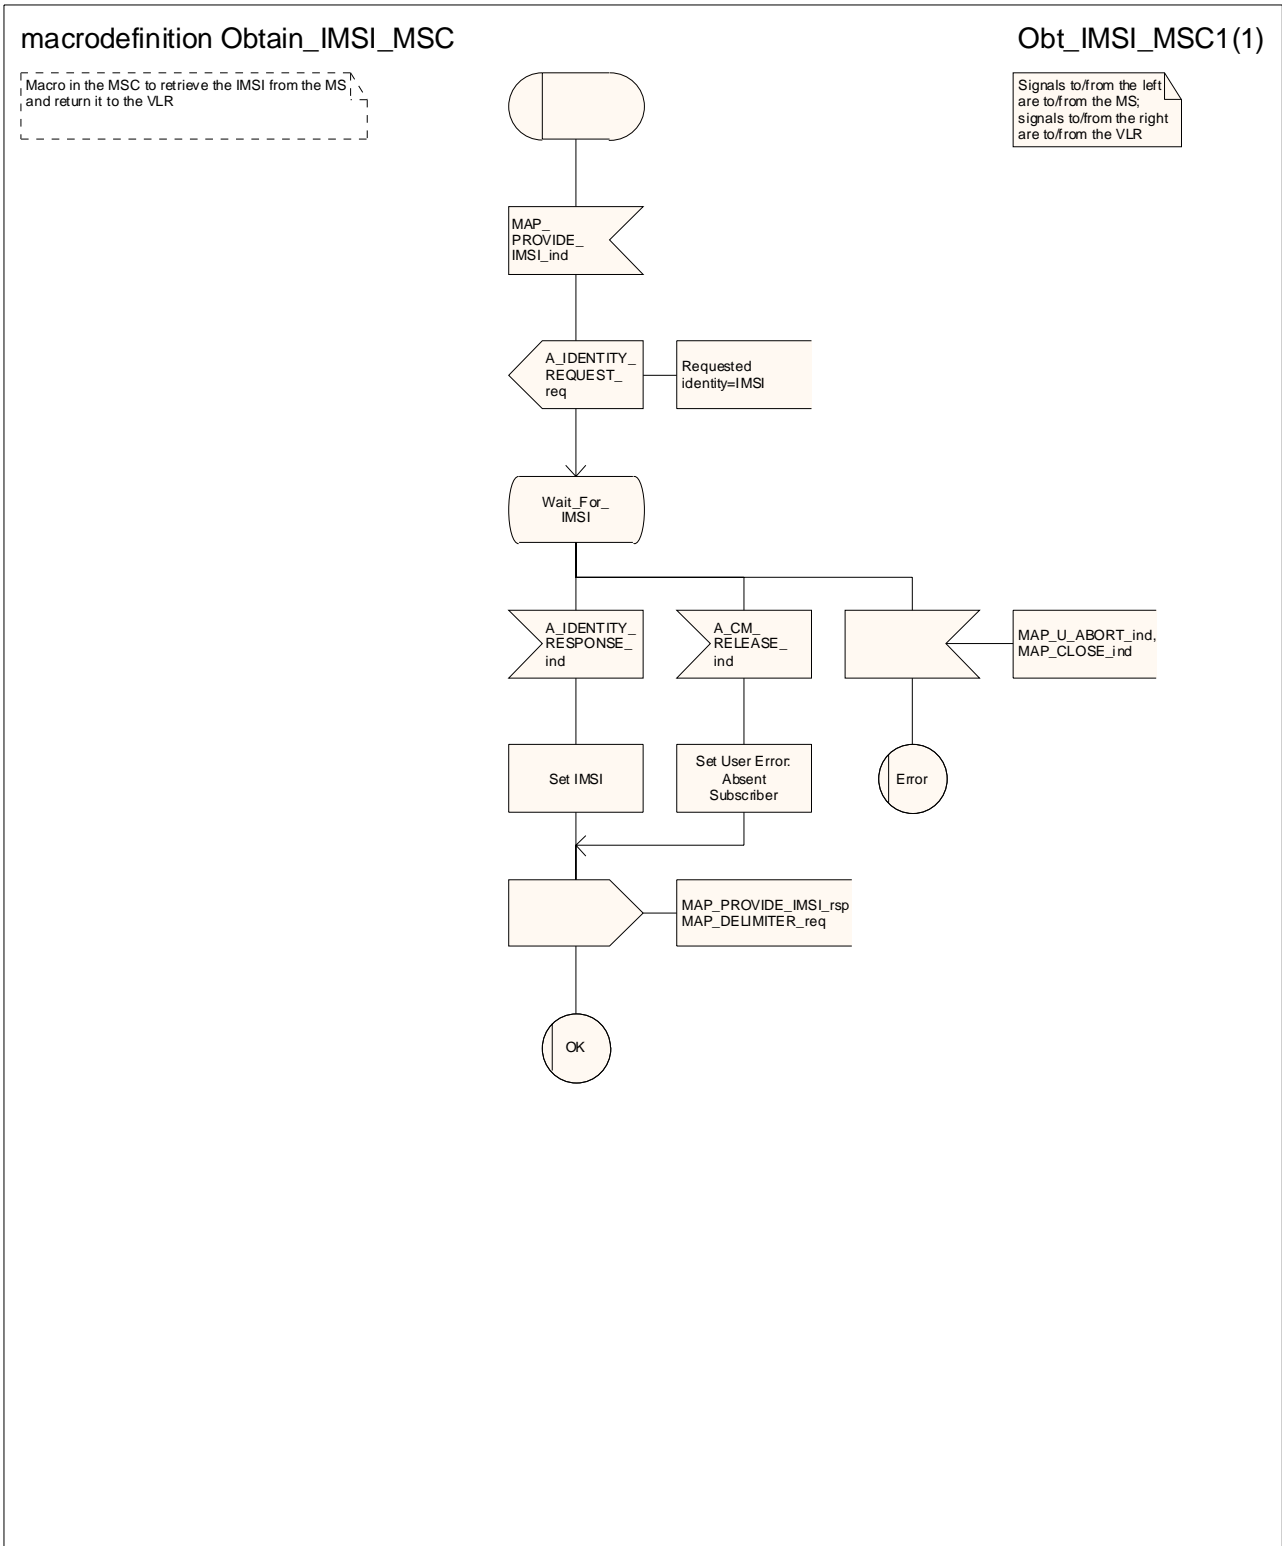 macrodefinition Obtain_IMSI_MSC
Obt_IMSI_MSC1(1)
Macro in the MSC to retrieve the IMSI from the MS
and return it to the VLR
Signals to/from the left
are to/from the MS;
signals to/from the right
are to/from the VLR
MAP_
PROVIDE_
IMSI_ind
A_IDENTITY_
REQUEST_
req
Requested
identity=IMSI
Wait_For_
IMSI
A_IDENTITY_
RESPONSE_
ind
A_CM_
RELEASE_
ind
MAP_U_ABORT_ind,
MAP_CLOSE_ind
Set IMSI
Set User Error:
Absent
Subscriber
Error
MAP_PROVIDE_IMSI_rsp
MAP_DELIMITER_req
OK